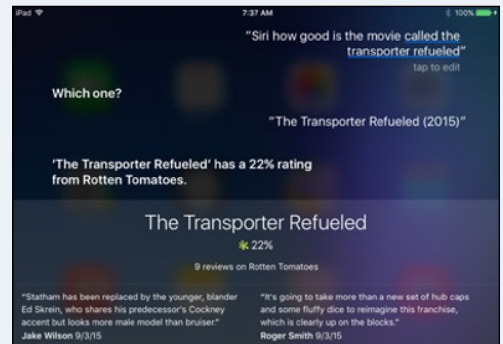 iPad 7:37 AM 100%
“Siri how good is the movie called the
transporter refueled”
tap to edit
Which one?
“The Transporter Refueled (2015)”
‘The Transporter Refueled’ has a 22% rating
from Rotten Tomatoes.
The Transporter Refueled
22%
9 reviews on Rotten Tomatoes
“Statham has been replaced by the younger, blander
Ed Skrein, who shares his predecessor’s Cockney
accent but looks more male model than bruiser.”
Jake Wilson 9/3/15
“It’s going to take more than a new set of hub caps
and some fluffy dice to reimagine this franchise,
which is clearly up on the blocks.”
Roger Smith 9/3/15